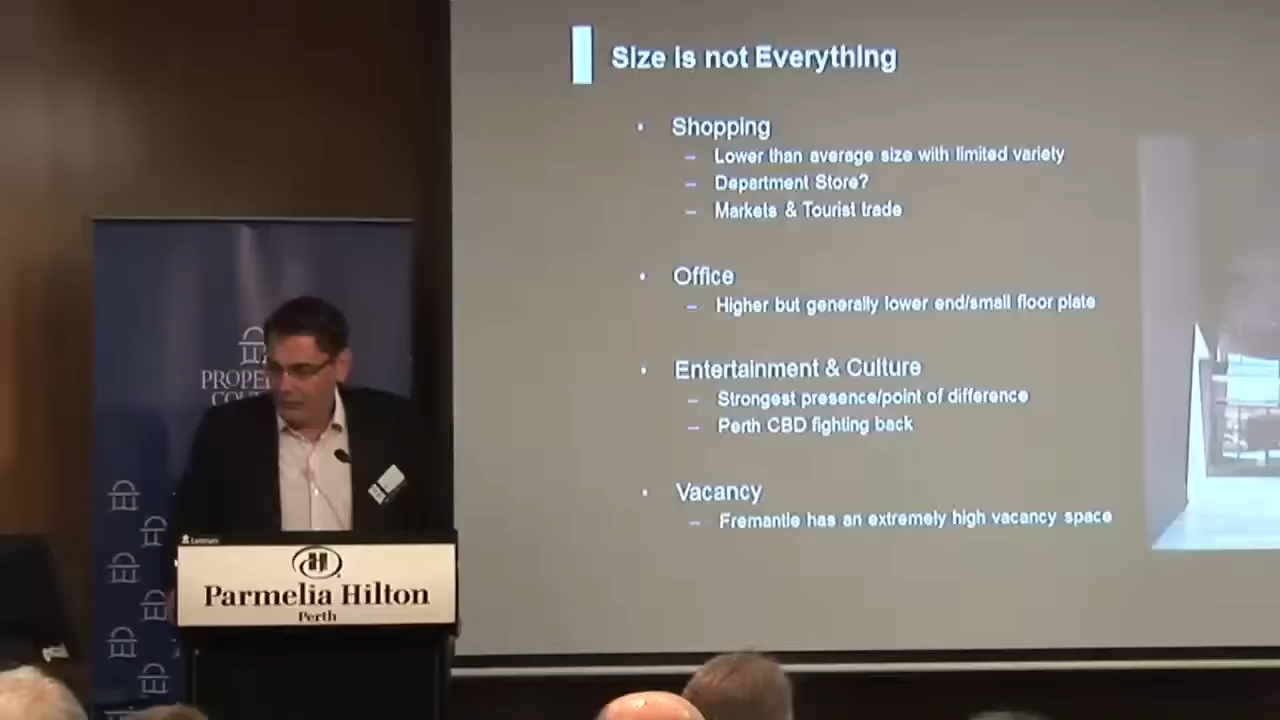 Size is not Everything
• Shopping
– Lower than average size with limited variety
– Department Store?
– Markets & Tourist trade
• Office
– Higher but generally lower end/small floor plate
• Entertainment & Culture
– Strongest presence/point of difference
– Perth CBD fighting back
• Vacancy
– Fremantle has an extremely high vacancy space
H
Parmelia Hilton
Perth